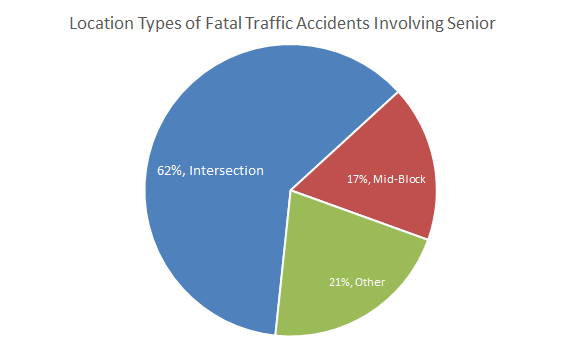 Location Types of Fatal Traffic Accidents Involving Senior
62%, Intersection
17%, Mid-Block
21%, Other